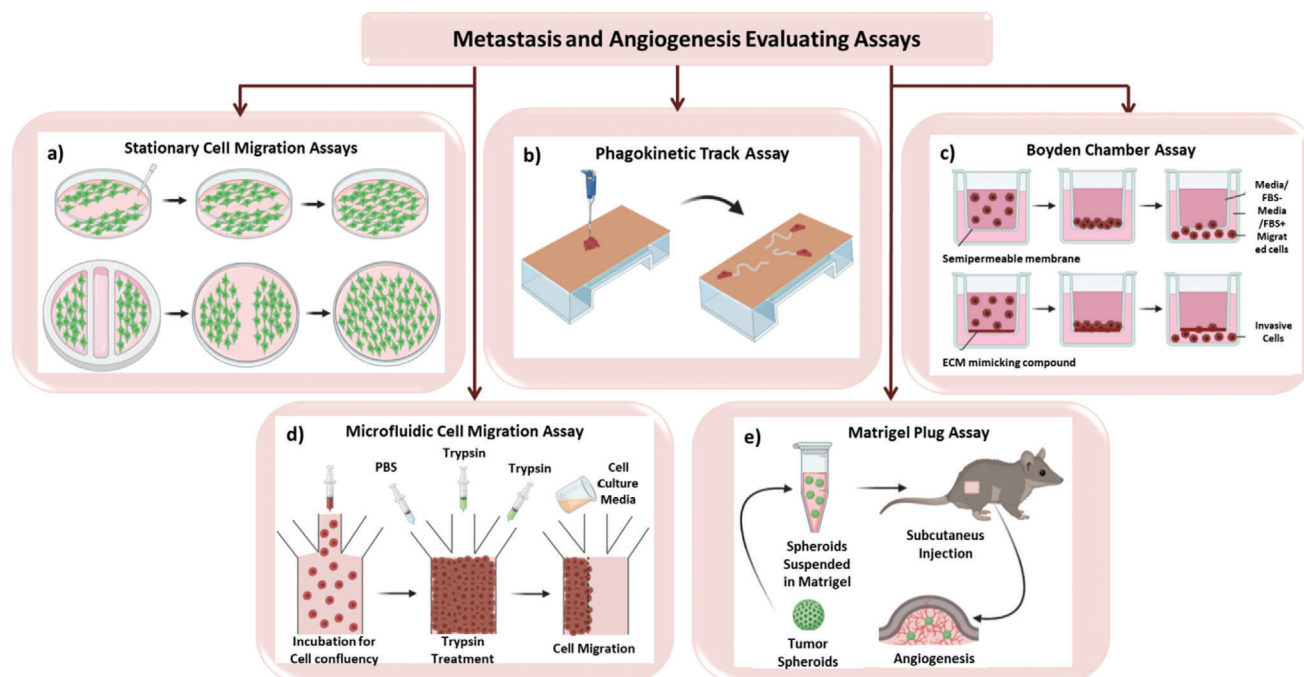 Metastasis and Angiogenesis Evaluating Assays
a)
Stationary Cell Migration Assays
b)
Phagokinetic Track Assay
c)
Boyden Chamber Assay
Media/
FBS-
Media
/FBS+
Migrat
ed cells
Semipermeable membrane
Invasive
Cells
ECM mimicking compound
d)
Microfluidic Cell Migration Assay
PBS
Trypsin
Trypsin
Cell
Culture
Media
Incubation for
Cell confluency
Trypsin
Treatment
Cell Migration
e)
Matrigel Plug Assay
Spheroids
Suspended
in Matrigel
Subcutaneus
Injection
Tumor
Spheroids
Angiogenesis